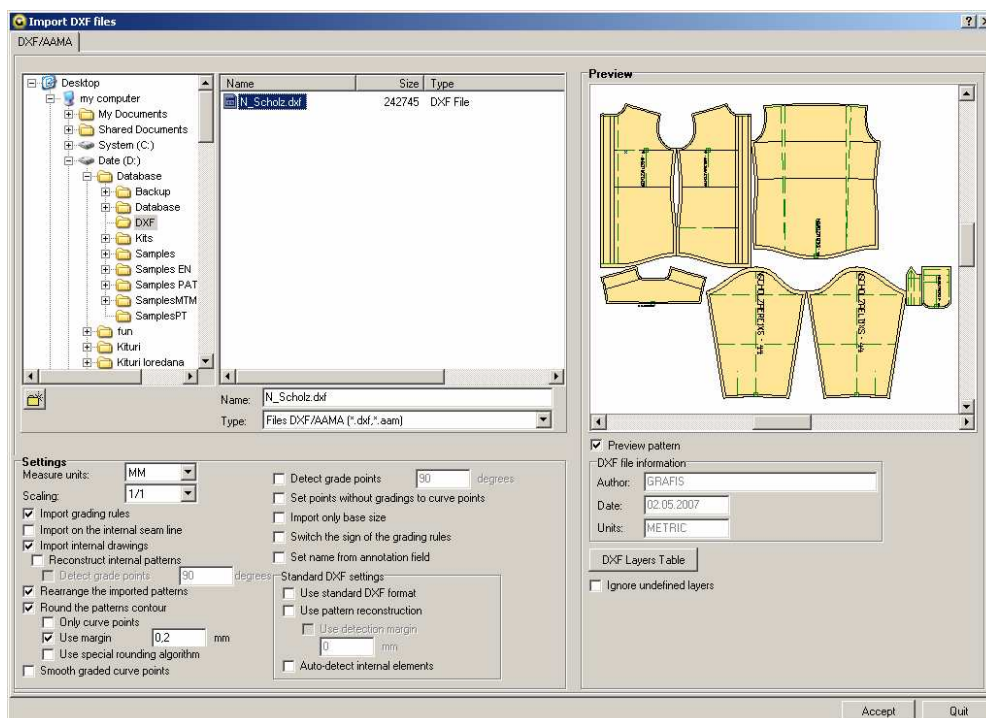 Import DXF files
DXF/AAMA
Desktop
my computer
My Documents
Shared Documents
System (C:)
Date (D:)
Database
Backup
Database
DXF
Kits
Samples
Samples EN
Samples PAT
SamplesMTM
SamplesPT
fun
Kituri
Kituri loredana
Name Size Type
N_Scholz.dxf 242745 DXF File
Name: N_Scholz.dxf
Type: Files DXF/AAMA (*.dxf,*.aam)
Preview
Preview pattern
DXF file information
Author: GRAFIS
Date: 02.05.2007
Units: METRIC
DXF Layers Table
Ignore undefined layers
Settings
Measure units: MM
Scaling: 1/1
Import grading rules
Import on the internal seam line
Import internal drawings
Reconstruct internal patterns
Detect grade points 90 degrees
Rearrange the imported patterns
Round the patterns contour
Only curve points
Use margin 0,2 mm
Use special rounding algorithm
Smooth graded curve points
Detect grade points 90 degrees
Set points without gradings to curve points
Import only base size
Switch the sign of the grading rules
Set name from annotation field
Standard DXF settings
Use standard DXF format
Use pattern reconstruction
Use detection margin
0 mm
Auto-detect internal elements
Accept Quit